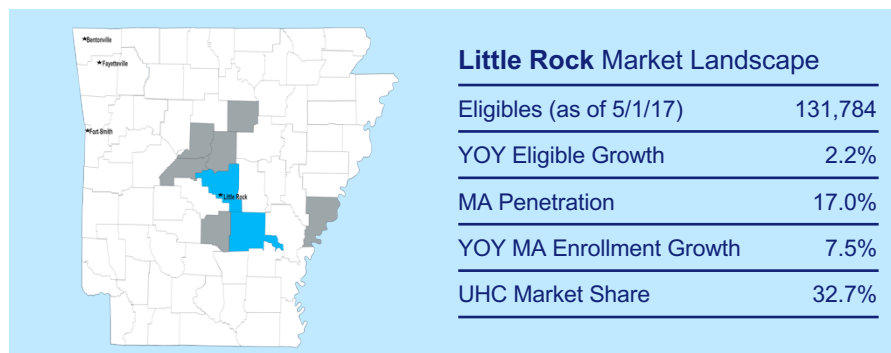 ★Bentonville
★Fayetteville
★Fort Smith
★Little Rock
Little Rock Market Landscape
Eligibles (as of 5/1/17) 131,784
YOY Eligible Growth 2.2%
MA Penetration 17.0%
YOY MA Enrollment Growth 7.5%
UHC Market Share 32.7%